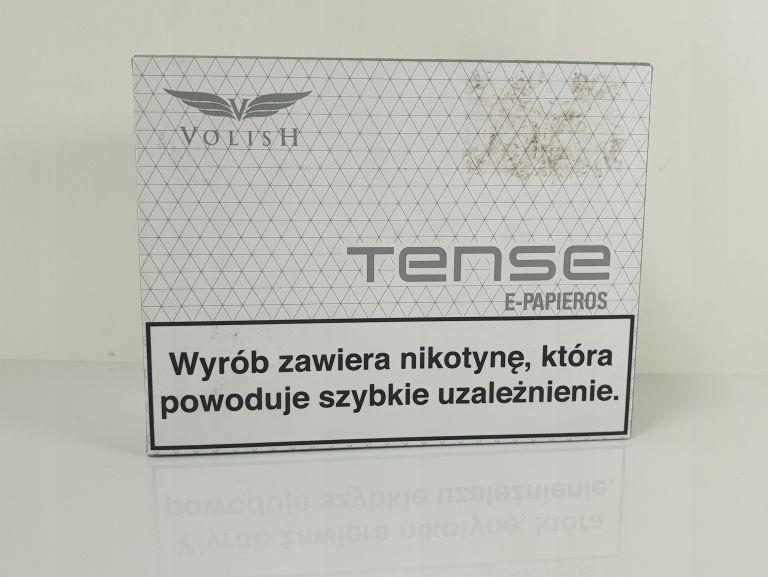 VOLISH
TENSE
E-PAPIEROS
Wyrób zawiera nikotynę, która
powoduje szybkie uzależnienie.